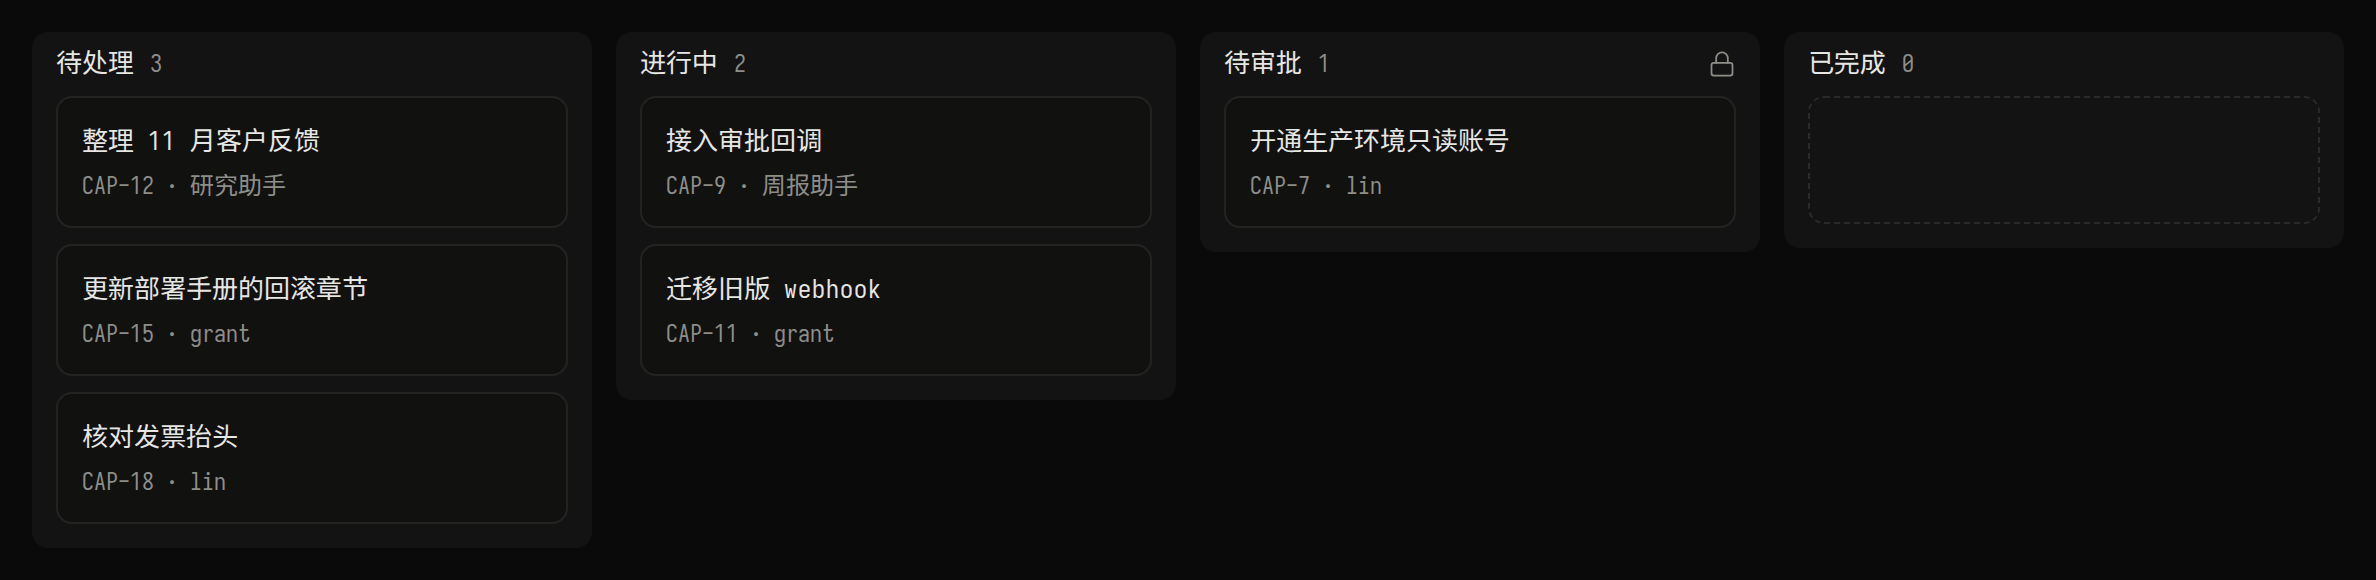 待处理 3
整理 11 月客户反馈
CAP-12 · 研究助手
更新部署手册的回滚章节
CAP-15 · grant
核对发票抬头
CAP-18 · lin
进行中 2
接入审批回调
CAP-9 · 周报助手
迁移旧版 webhook
CAP-11 · grant
待审批 1
开通生产环境只读账号
CAP-7 · lin
已完成 0